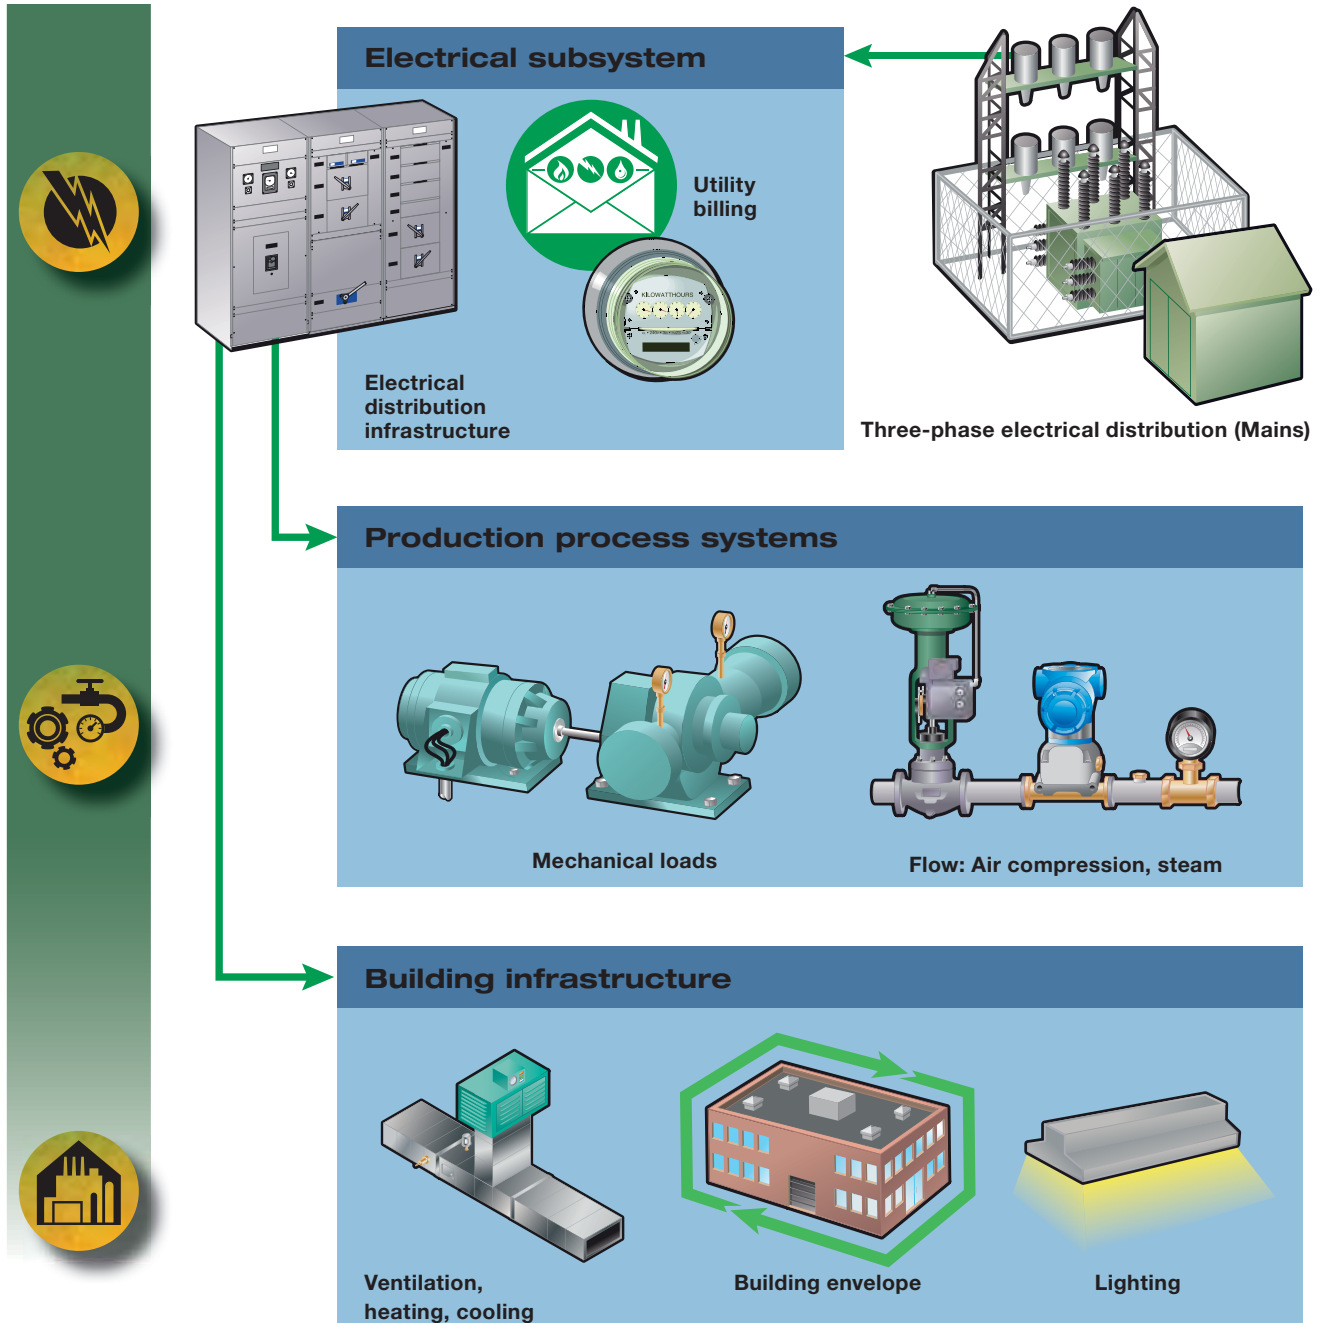 Electrical subsystem
Utility
billing
KILOWATTHOURS
Electrical
distribution
infrastructure
Three-phase electrical distribution (Mains)
Production process systems
Mechanical loads
Flow: Air compression, steam
Building infrastructure
Ventilation,
heating, cooling
Building envelope
Lighting